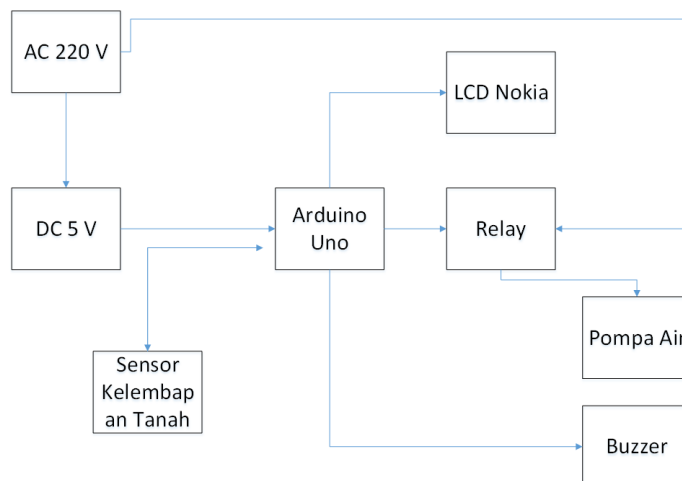 AC 220 V
LCD Nokia
DC 5 V
Arduino
Uno
Relay
Pompa Air
Sensor
Kelembap
an Tanah
Buzzer